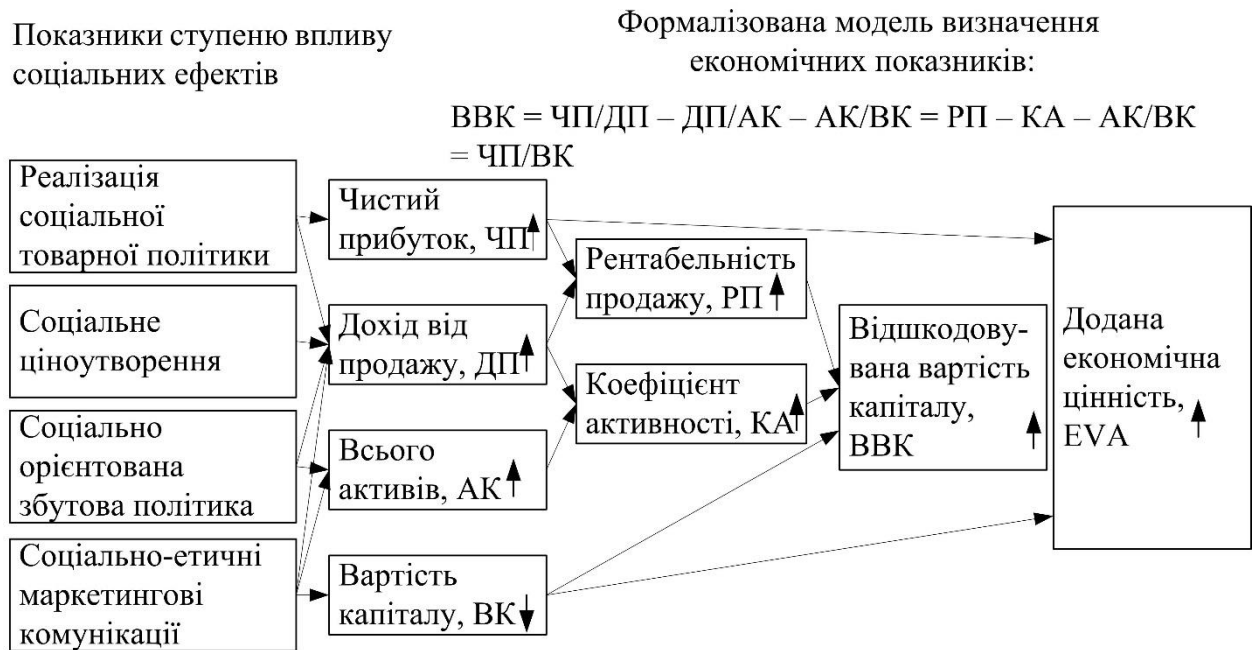 Показники ступеню впливу
соціальних ефектів
Формалізована модель визначення
економічних показників:
ВВК = ЧП/ДП – ДП/АК – АК/ВК = РП – КА – АК/ВК
= ЧП/ВК
Реалізація
соціальної
товарної політики
Соціальне
ціноутворення
Соціально
орієнтована
збутова політика
Соціально-етичні
маркетингові
комунікації
Чистий
прибуток, ЧП
Дохід від
продажу, ДП
Всього
активів, АК
Вартість
капіталу, ВК
Рентабельність
продажу, РП
Коефіцієнт
активності, КА
Відшкодову-
вана вартість
капіталу,
ВВК
Додана
економічна
цінність,
EVA